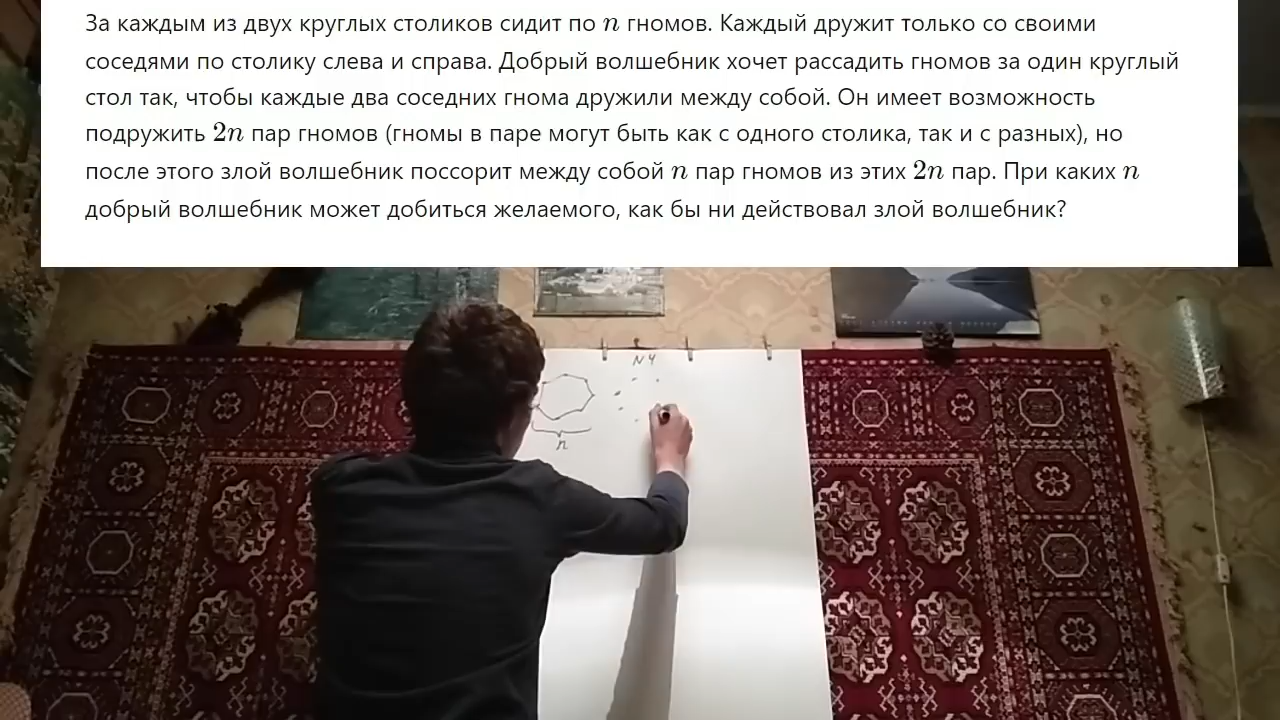 За каждым из двух круглых столиков сидит по n гномов. Каждый дружит только со своими
соседями по столику слева и справа. Добрый волшебник хочет рассадить гномов за один круглый
стол так, чтобы каждые два соседних гнома дружили между собой. Он имеет возможность
подружить 2n пар гномов (гномы в паре могут быть как с одного столика, так и с разных), но
после этого злой волшебник поссорит между собой n пар гномов из этих 2n пар. При каких n
добрый волшебник может добиться желаемого, как бы ни действовал злой волшебник?
N4
n